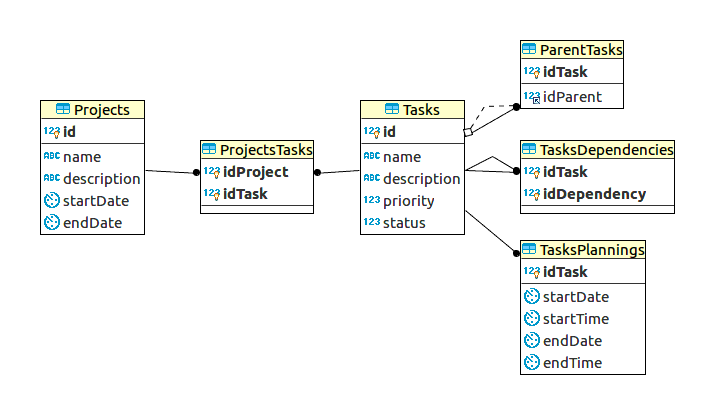 Projects
123 id
ABC name
ABC description
startDate
endDate
ProjectsTasks
123 idProject
123 idTask
Tasks
123 id
ABC name
ABC description
123 priority
123 status
ParentTasks
123 idTask
123 idParent
TasksDependencies
123 idTask
123 idDependency
TasksPlannings
123 idTask
startDate
startTime
endDate
endTime